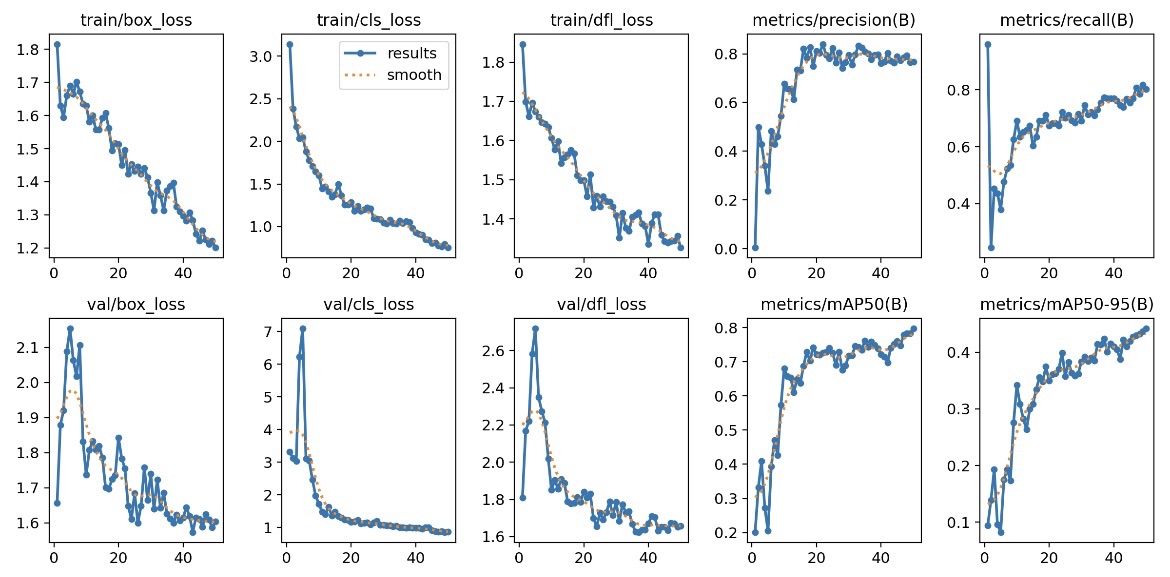 train/box_loss
1.8
1.7
1.6
1.5
1.4
1.3
1.2
0 20 40
train/cls_loss
results
smooth
3.0
2.5
2.0
1.5
1.0
0 20 40
train/dfl_loss
1.8
1.7
1.6
1.5
1.4
0 20 40
metrics/precision(B)
0.8
0.6
0.4
0.2
0.0
0 20 40
metrics/recall(B)
0.8
0.6
0.4
0 20 40
val/box_loss
2.1
2.0
1.9
1.8
1.7
1.6
0 20 40
val/cls_loss
7
6
5
4
3
2
1
0 20 40
val/dfl_loss
2.6
2.4
2.2
2.0
1.8
1.6
0 20 40
metrics/mAP50(B)
0.8
0.7
0.6
0.5
0.4
0.3
0.2
0 20 40
metrics/mAP50-95(B)
0.4
0.3
0.2
0.1
0 20 40